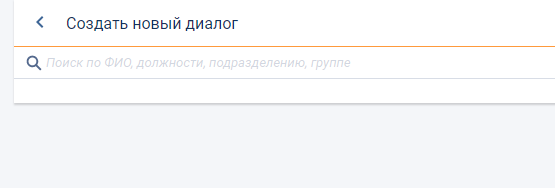 Создать новый диалог
Поиск по ФИО, должности, подразделению, группе